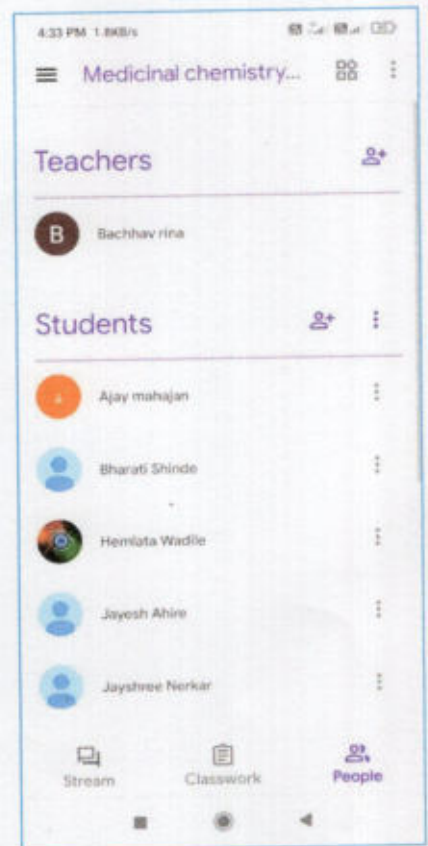 4:33 PM 1.8KB/s
Medicinal chemistry...
Teachers
B Bachhav rina
Students
a Ajay mahajan
Bharati Shinde
Hemlata Wadile
Jayesh Ahire
Jayshree Nerkar
Stream Classwork People